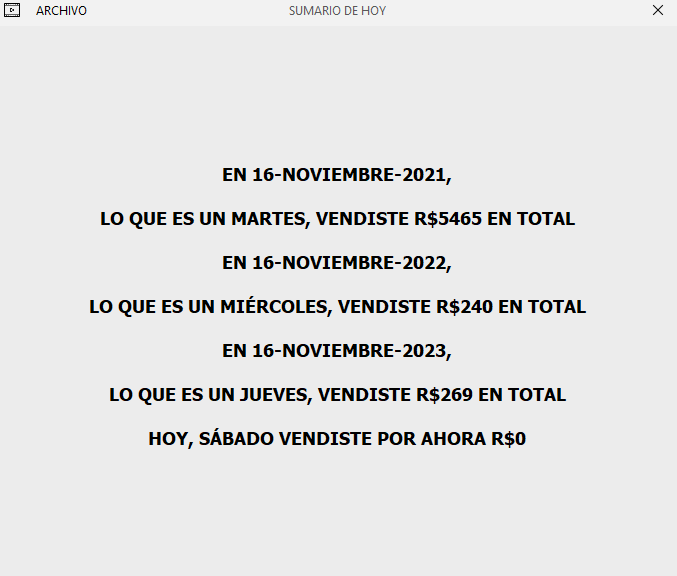 ARCHIVO
SUMARIO DE HOY
EN 16-NOVIEMBRE-2021,
LO QUE ES UN MARTES, VENDISTE R$5465 EN TOTAL
EN 16-NOVIEMBRE-2022,
LO QUE ES UN MIÉRCOLES, VENDISTE R$240 EN TOTAL
EN 16-NOVIEMBRE-2023,
LO QUE ES UN JUEVES, VENDISTE R$269 EN TOTAL
HOY, SÁBADO VENDISTE POR AHORA R$0